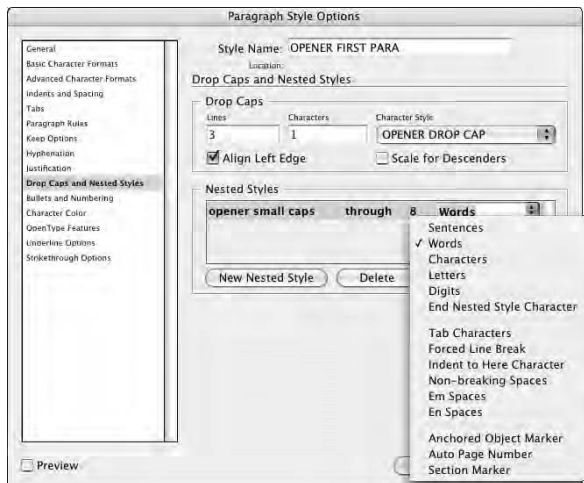 Paragraph Style Options
General
Basic Character Formats
Advanced Character Formats
Indents and Spacing
Tabs
Paragraph Rules
Keep Options
Hyphenation
Justification
Drop Caps and Nested Styles
Bullets and Numbering
Character Color
OpenType Features
Underline Options
Strikethrough Options
Style Name: OPENER FIRST PARA
Location:
Drop Caps and Nested Styles
Drop Caps
Lines Characters Character Style
3 1 OPENER DROP CAP
Align Left Edge Scale for Descenders
Nested Styles
opener small caps through 8 Words
New Nested Style Delete
Sentences
✓ Words
Characters
Letters
Digits
End Nested Style Character
Tab Characters
Forced Line Break
Indent to Here Character
Non-breaking Spaces
Em Spaces
En Spaces
Anchored Object Marker
Auto Page Number
Section Marker
Preview